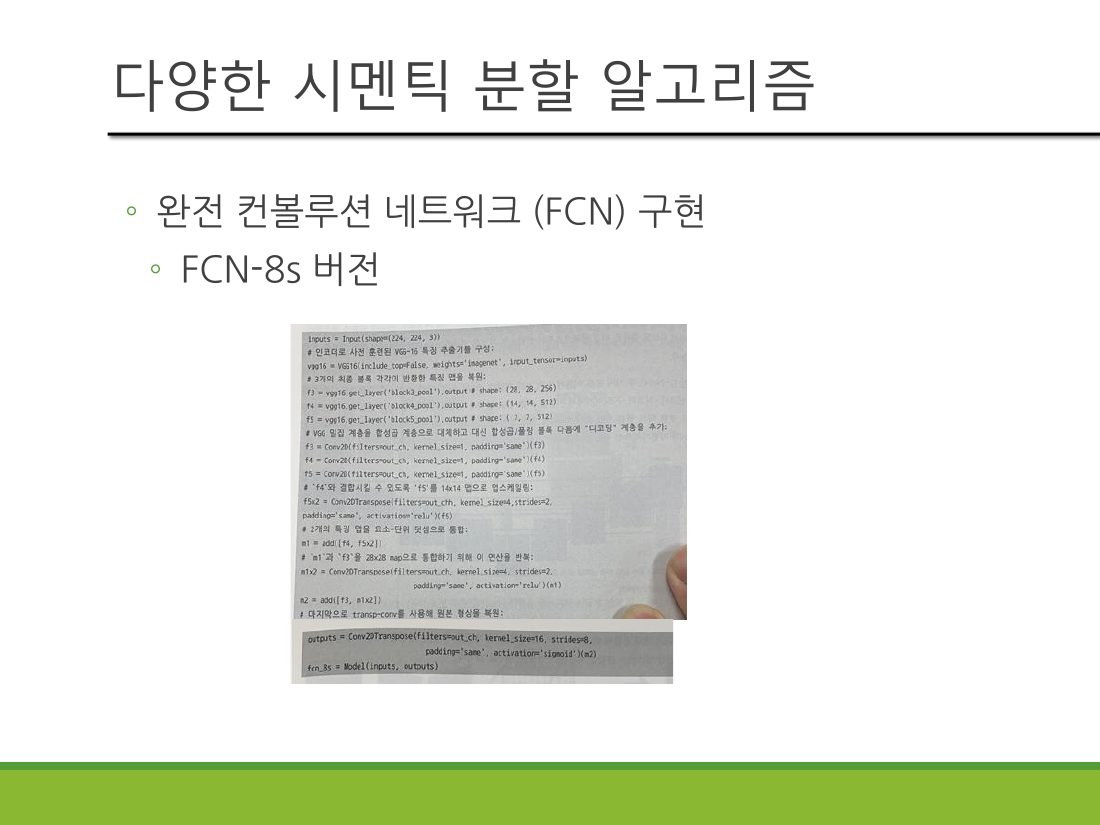 다양한 시멘틱 분할 알고리즘
완전 컨볼루션 네트워크 (FCN) 구현
FCN-8s 버전
inputs = Input(shape=(224, 224, 3))
# 인코더로 사전 훈련된 VGG-16 특징 추출기를 구성:
vgg16 = VGG16(include_top=False, weights='imagenet', input_tensor=inputs)
# 3개의 최종 블록 각각이 반환한 특징 맵을 복원:
f3 = vgg16.get_layer('block3_pool').output # shape: (28, 28, 256)
f4 = vgg16.get_layer('block4_pool').output # shape: (14, 14, 512)
f5 = vgg16.get_layer('block5_pool').output # shape: ( 7, 7, 512)
# VGG 밀집 계층을 합성곱 계층으로 대체하고 대신 합성곱/풀링 블록 다음에 "디코딩" 계층을 추가:
f3 = Conv2D(filters=out_ch, kernel_size=1, padding='same')(f3)
f4 = Conv2D(filters=out_ch, kernel_size=1, padding='same')(f4)
f5 = Conv2D(filters=out_ch, kernel_size=1, padding='same')(f5)
# 'f4'와 결합시킬 수 있도록 'f5'를 14x14 맵으로 업스케일링:
f5x2 = Conv2DTranspose(filters=out_chh, kernel_size=4,strides=2,
padding='same', activation='relu')(f5)
# 2개의 특징 맵을 요소-단위 덧셈으로 통합:
m1 = add([f4, f5x2])
# 'm1'과 'f3'을 28x28 map으로 통합하기 위해 이 연산을 반복:
m1x2 = Conv2DTranspose(filters=out_ch, kernel_size=4, strides=2,
padding='same', activation='relu')(m1)
m2 = add([f3, m1x2])
# 마지막으로 transp-conv를 사용해 원본 형상을 복원:
outputs = Conv2DTranspose(filters=out_ch, kernel_size=16, strides=8,
padding='same', activation='sigmoid')(m2)
fcn_8s = Model(inputs, outputs)